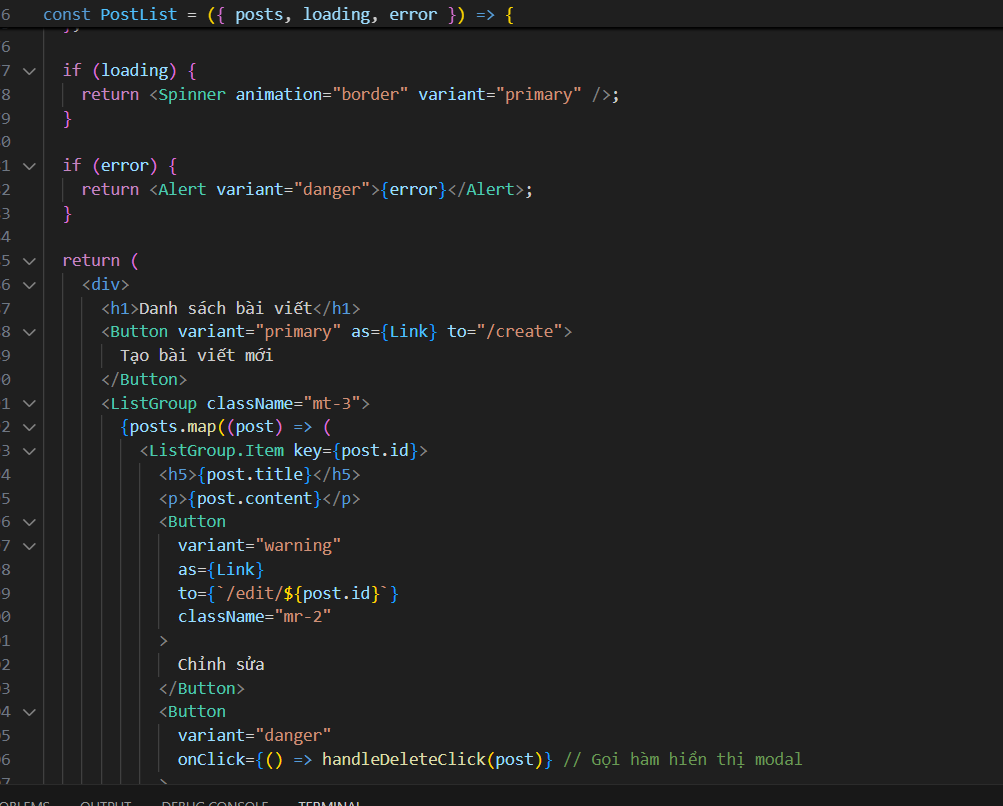 6 const PostList = ({ posts, loading, error }) => {
6
7 if (loading) {
8 return <Spinner animation="border" variant="primary" />;
9 }
0
1 if (error) {
2 return <Alert variant="danger">{error}</Alert>;
3 }
4
5 return (
6 <div>
7 <h1>Danh sách bài viết</h1>
8 <Button variant="primary" as={Link} to="/create">
9 Tạo bài viết mới
0 </Button>
1 <ListGroup className="mt-3">
2 {posts.map((post) => (
3 <ListGroup.Item key={post.id}>
4 <h5>{post.title}</h5>
5 <p>{post.content}</p>
6 <Button
7 variant="warning"
8 as={Link}
9 to={`/edit/${post.id}`}
0 className="mr-2"
1 >
2 Chỉnh sửa
3 </Button>
4 <Button
5 variant="danger"
6 onClick={() => handleDeleteClick(post)} // Gọi hàm hiển thị modal
7 >
OBLEMS OUTPUT DEBUG CONSOLE TERMINAL